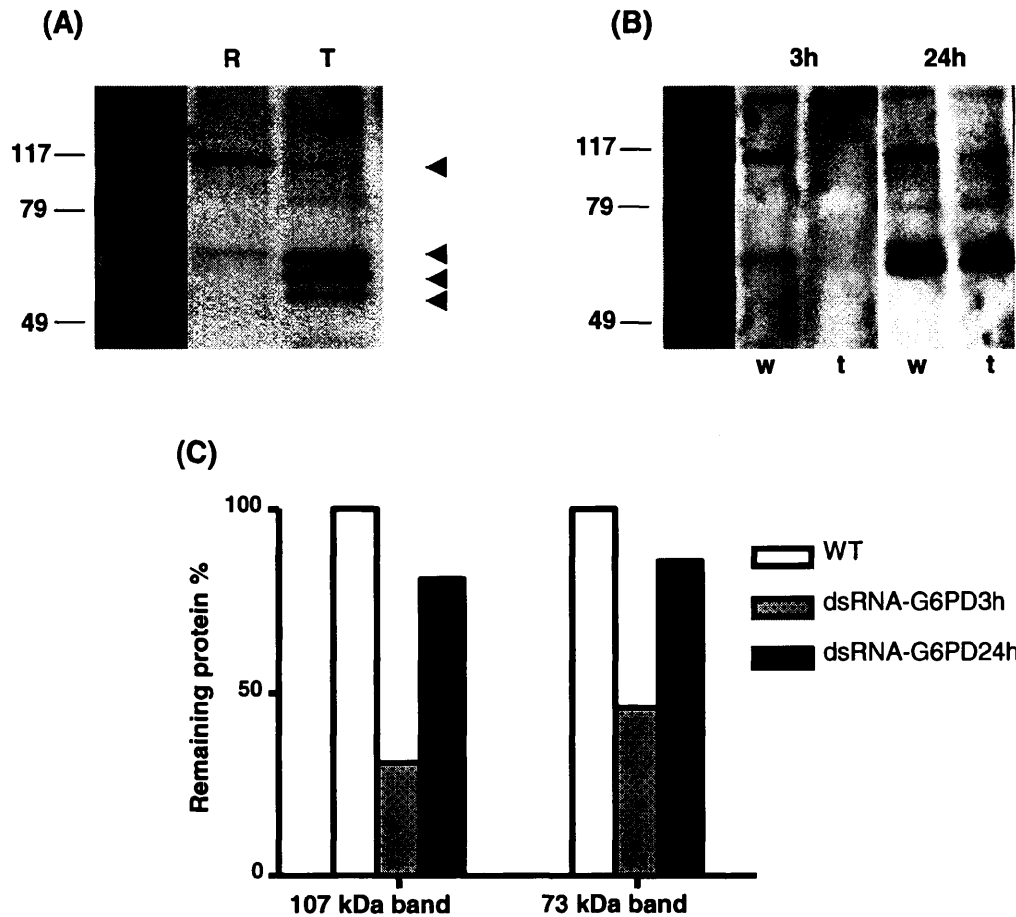 (A)
R T
117
79
49
(B)
3h 24h
117
79
49
w t w t
(C)
Remaining protein %
100
50
0
107 kDa band
73 kDa band
WT
dsRNA-G6PD3h
dsRNA-G6PD24h